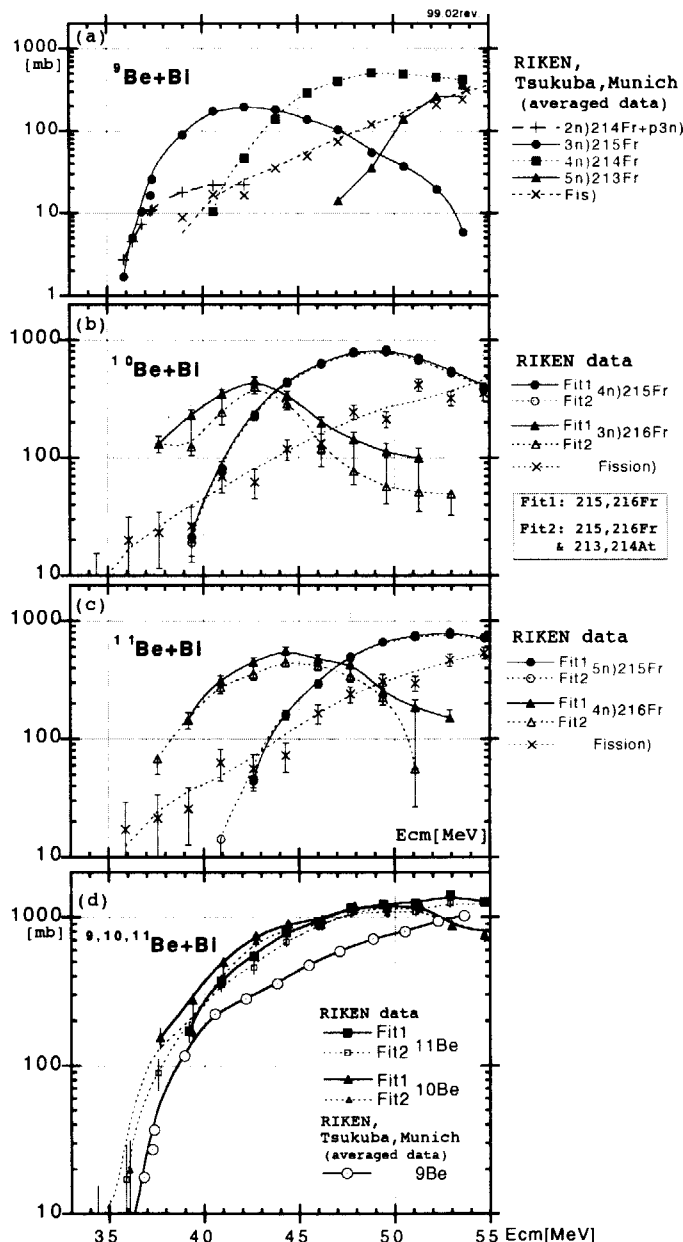 99.02rev
(a)
1000
[mb]
⁹Be+Bi
100
10
1
RIKEN,
Tsukuba,Munich
(averaged data)
2n)214Fr+p3n)
3n)215Fr
4n)214Fr
5n)213Fr
Fis)
(b)
1000
¹⁰Be+Bi
100
10
RIKEN data
Fit1 4n)215Fr
Fit2
Fit1 3n)216Fr
Fit2
Fission)
Fit1: 215,216Fr
Fit2: 215,216Fr
& 213,214At
(c)
1000
¹¹Be+Bi
100
10
Ecm[MeV]
RIKEN data
Fit1 5n)215Fr
Fit2
Fit1 4n)216Fr
Fit2
Fission)
(d)
1000
[mb]
⁹,¹⁰,¹¹Be+Bi
100
10
RIKEN data
Fit1
Fit2 11Be
Fit1
Fit2 10Be
RIKEN,
Tsukuba,Munich
(averaged data)
9Be
35 40 45 50 55 Ecm[MeV]